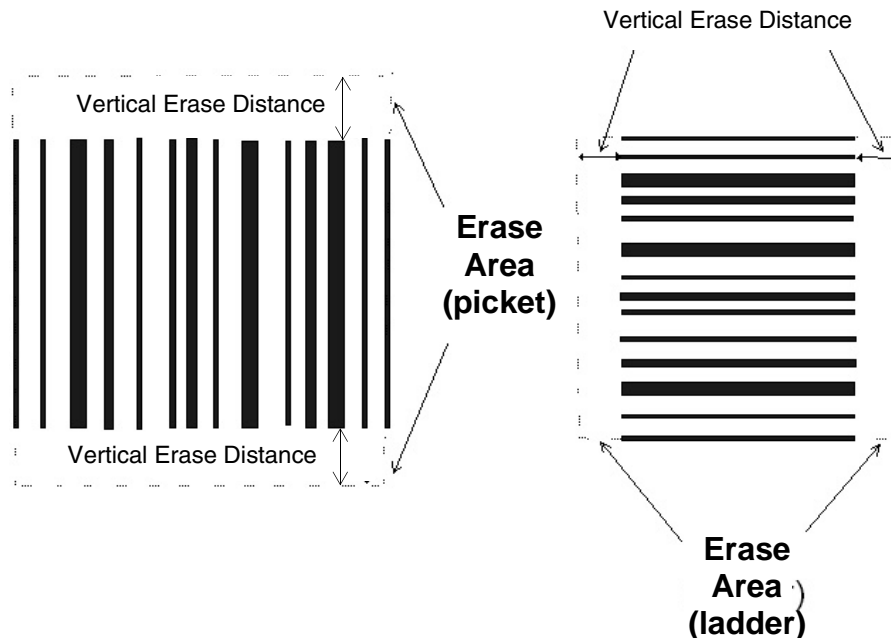 Vertical Erase Distance
Vertical Erase Distance
Erase
Area
(picket)
Vertical Erase Distance
Erase
Area
(ladder)